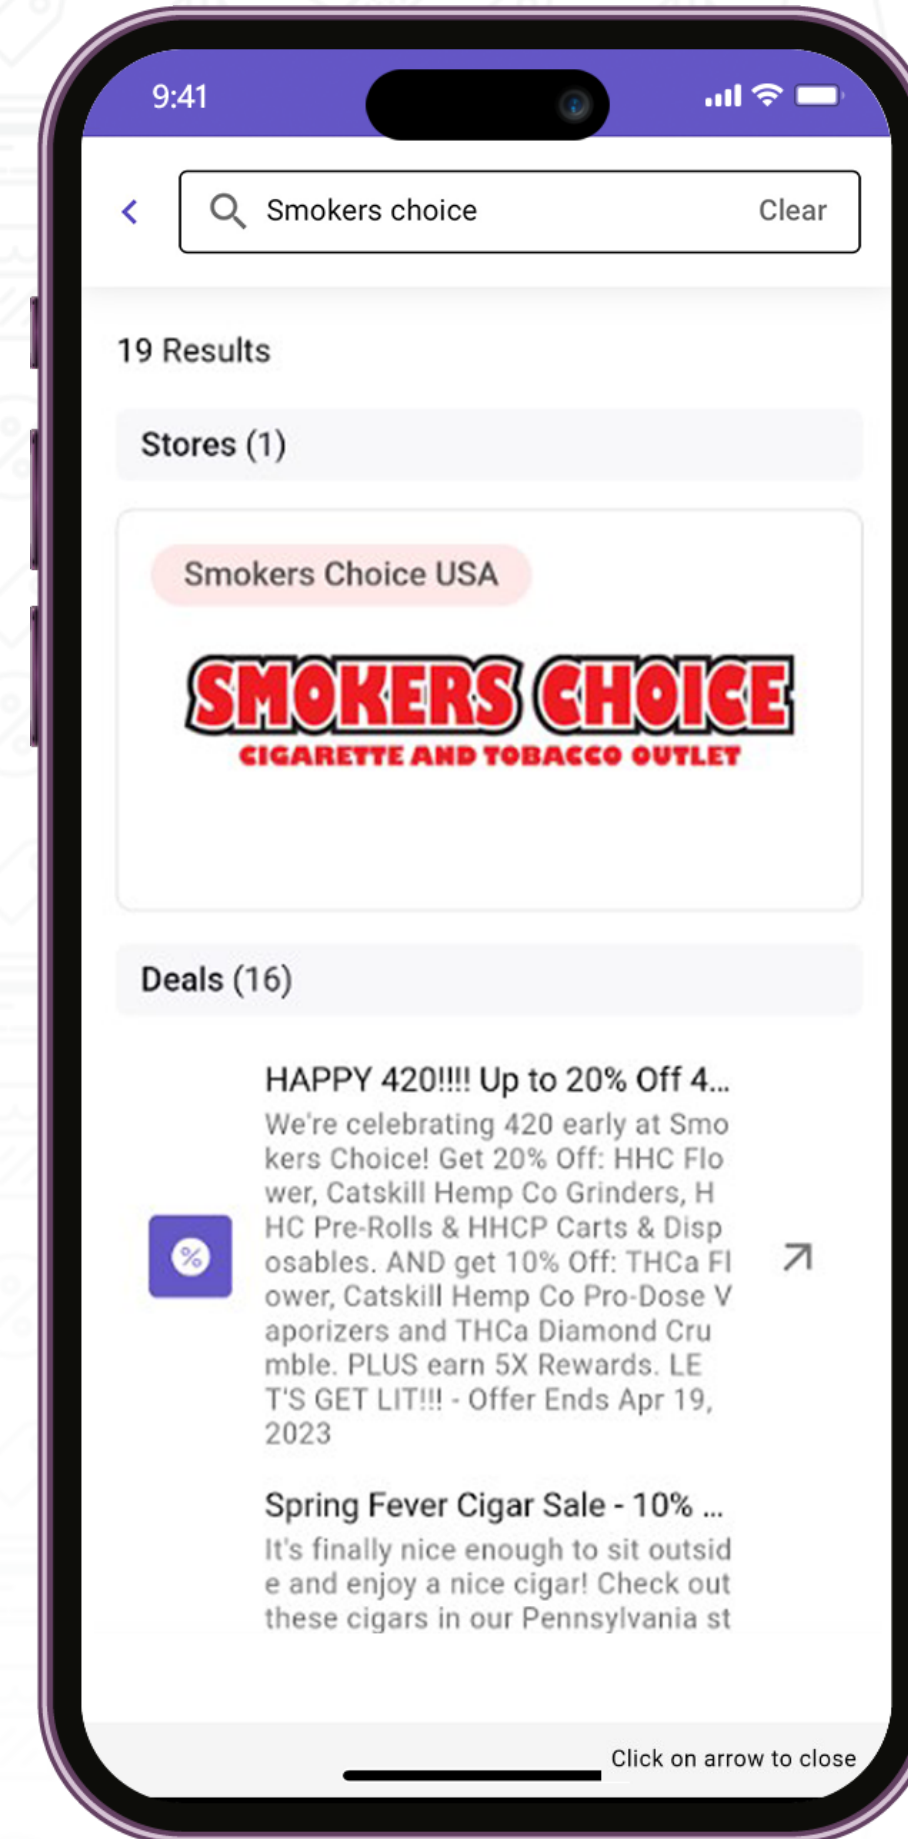 9:41
Smokers choice
Clear
19 Results
Stores (1)
Smokers Choice USA
SMOKERS CHOICE
CIGARETTE AND TOBACCO OUTLET
Deals (16)
HAPPY 420!!!! Up to 20% Off 4...
We're celebrating 420 early at Smo
kers Choice! Get 20% Off: HHC Flo
wer, Catskill Hemp Co Grinders, H
HC Pre-Rolls & HHCP Carts & Disp
osables. AND get 10% Off: THCa Fl
ower, Catskill Hemp Co Pro-Dose V
aporizers and THCa Diamond Cru
mble. PLUS earn 5X Rewards. LE
T'S GET LIT!!! - Offer Ends Apr 19,
2023
Spring Fever Cigar Sale - 10% ...
It's finally nice enough to sit outsid
e and enjoy a nice cigar! Check out
these cigars in our Pennsylvania st
Click on arrow to close